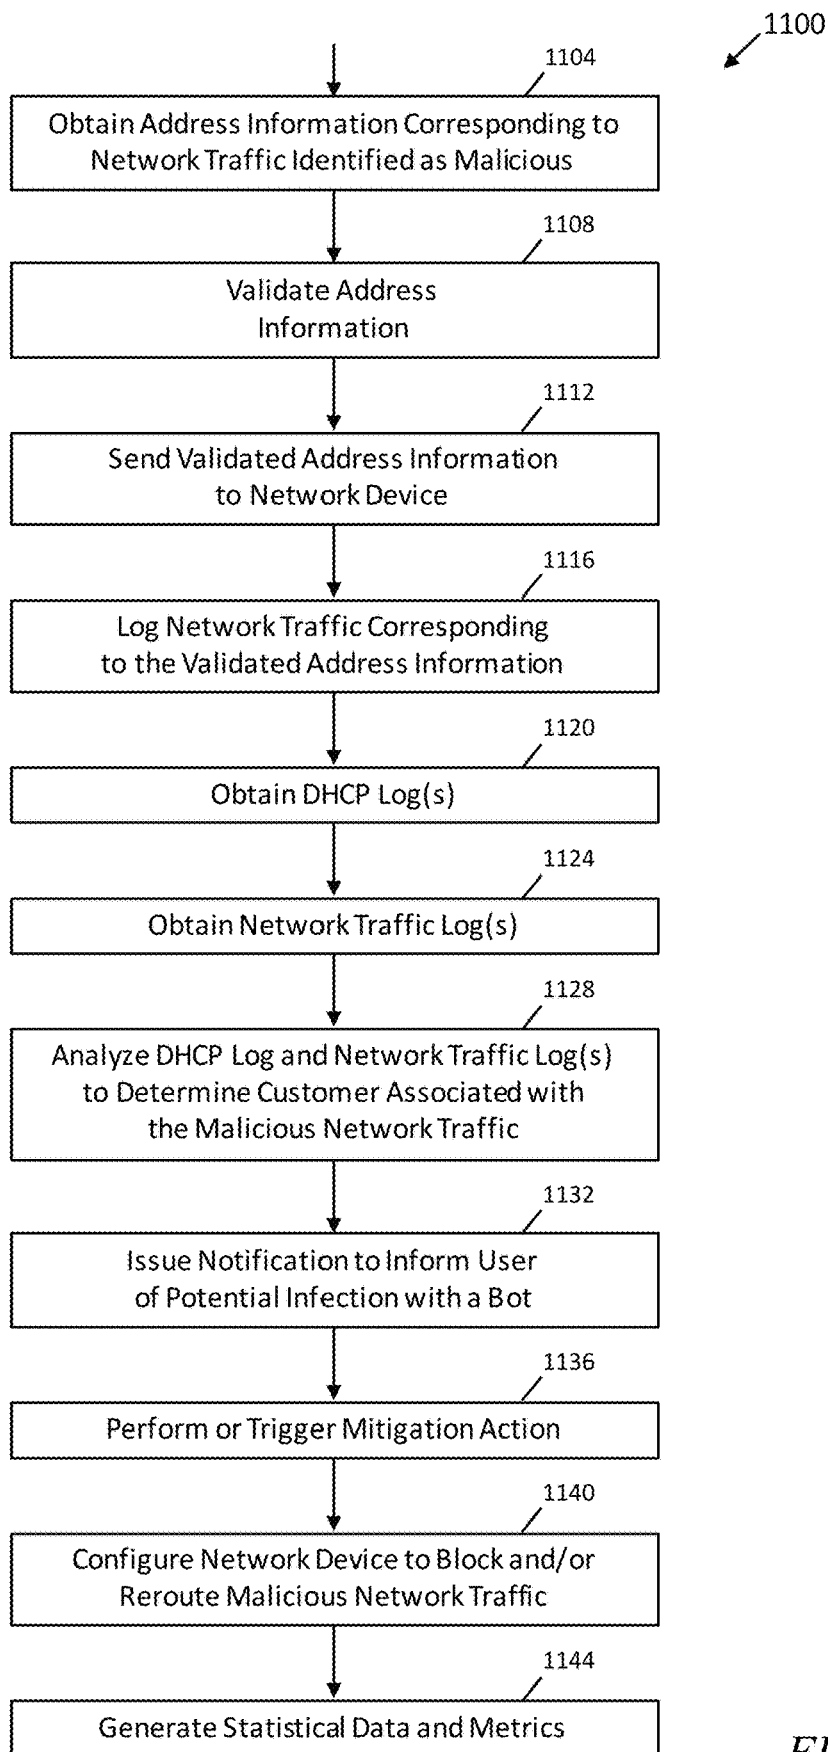 1100
1104
Obtain Address Information Corresponding to
Network Traffic Identified as Malicious
1108
Validate Address
Information
1112
Send Validated Address Information
to Network Device
1116
Log Network Traffic Corresponding
to the Validated Address Information
1120
Obtain DHCP Log(s)
1124
Obtain Network Traffic Log(s)
1128
Analyze DHCP Log and Network Traffic Log(s)
to Determine Customer Associated with
the Malicious Network Traffic
1132
Issue Notification to Inform User
of Potential Infection with a Bot
1136
Perform or Trigger Mitigation Action
1140
Configure Network Device to Block and/or
Reroute Malicious Network Traffic
1144
Generate Statistical Data and Metrics